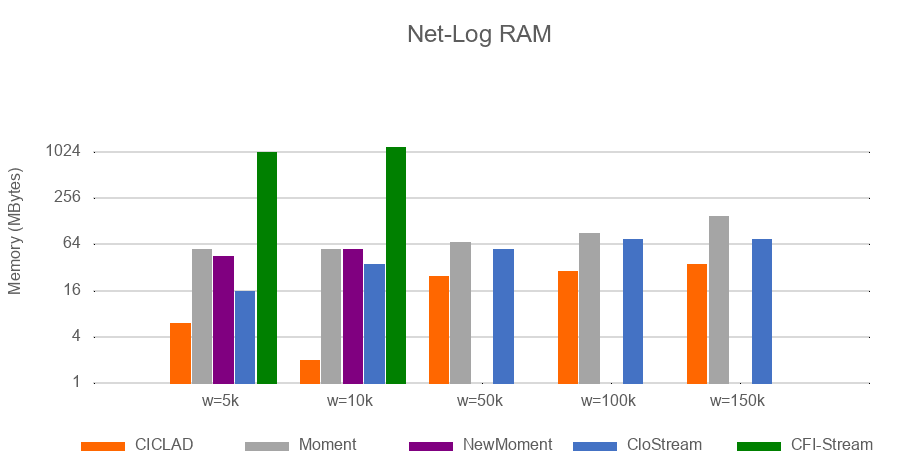 Net-Log RAM
Memory (MBytes)
1024
256
64
16
4
1
w=5k w=10k w=50k w=100k w=150k
CICLAD Moment NewMoment CloStream CFI-Stream